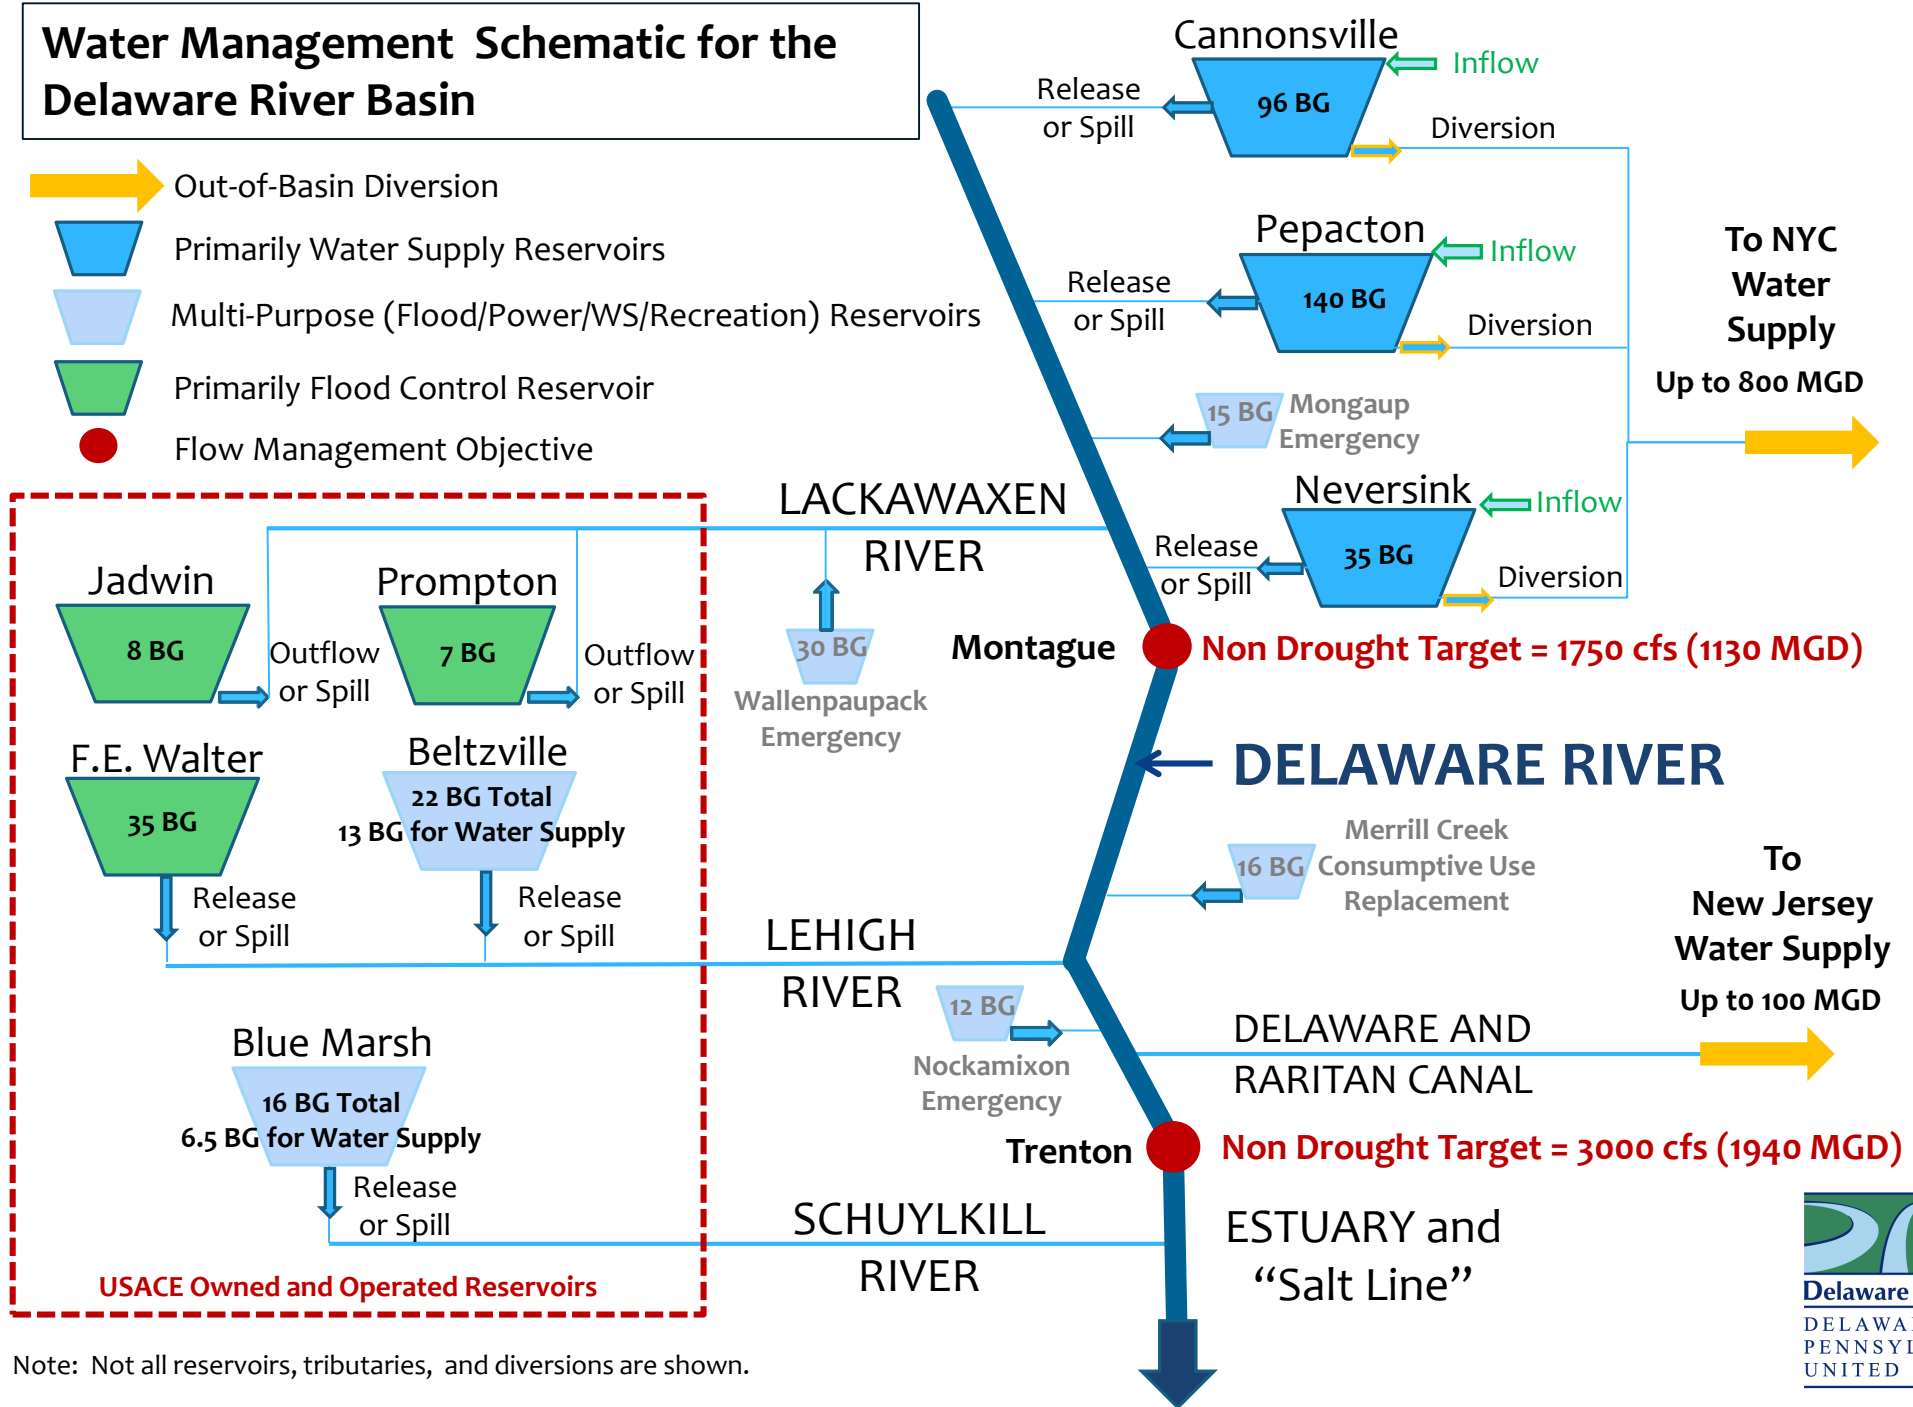 Water Management  Schematic for the
Delaware River Basin
Out-of-Basin Diversion
Primarily Water Supply Reservoirs
Multi-Purpose (Flood/Power/WS/Recreation) Reservoirs
Primarily Flood Control Reservoir
Flow Management Objective
Cannonsville
Inflow
96 BG
Release
or Spill
Diversion
Pepacton
Inflow
140 BG
Release
or Spill
Diversion
To NYC
Water
Supply
Up to 800 MGD
15 BG
Mongaup
Emergency
Neversink
Inflow
35 BG
Release
or Spill
Diversion
LACKAWAXEN
RIVER
Jadwin
8 BG
Outflow
or Spill
Prompton
7 BG
Outflow
or Spill
30 BG
Wallenpaupack
Emergency
Montague
Non Drought Target = 1750 cfs (1130 MGD)
F.E. Walter
35 BG
Release
or Spill
Beltzville
22 BG Total
13 BG for Water Supply
Release
or Spill
DELAWARE RIVER
16 BG
Merrill Creek
Consumptive Use
Replacement
To
New Jersey
Water Supply
Up to 100 MGD
LEHIGH
RIVER
12 BG
Nockamixon
Emergency
DELAWARE AND
RARITAN CANAL
Blue Marsh
16 BG Total
6.5 BG for Water Supply
Release
or Spill
Trenton
Non Drought Target = 3000 cfs (1940 MGD)
SCHUYLKILL
RIVER
ESTUARY and
“Salt Line”
USACE Owned and Operated Reservoirs
Note:  Not all reservoirs, tributaries,  and diversions are shown.
Delaware
UNITED